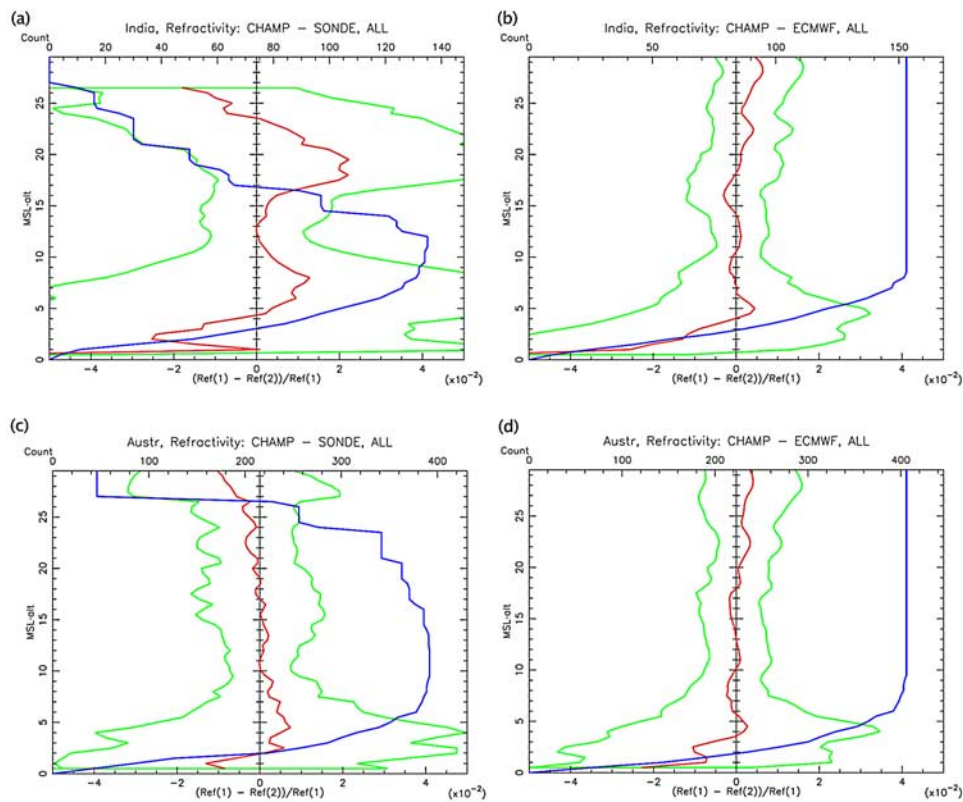 (a)
India, Refractivity: CHAMP – SONDE, ALL
Count
0 20 40 60 80 100 120 140
MSL-alt
25
20
15
10
5
0
−4 −2 0 2 4
(Ref(1) − Ref(2))/Ref(1) (x10⁻²)
(b)
India, Refractivity: CHAMP – ECMWF, ALL
Count
0 50 100 150
MSL-alt
25
20
15
10
5
0
−4 −2 0 2 4
(Ref(1) − Ref(2))/Ref(1) (x10⁻²)
(c)
Austr, Refractivity: CHAMP – SONDE, ALL
Count
0 100 200 300 400
MSL-alt
25
20
15
10
5
0
−4 −2 0 2 4
(Ref(1) − Ref(2))/Ref(1) (x10⁻²)
(d)
Austr, Refractivity: CHAMP – ECMWF, ALL
Count
0 100 200 300 400
MSL-alt
25
20
15
10
5
0
−4 −2 0 2 4
(Ref(1) − Ref(2))/Ref(1) (x10⁻²)